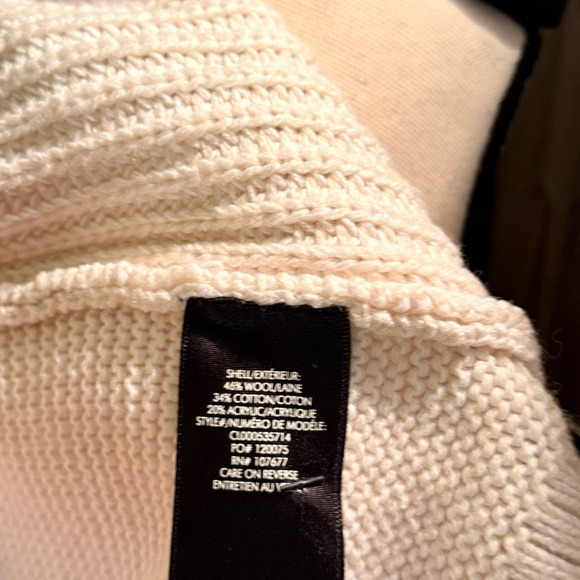 SHELL/EXTÉRIEUR:
46% WOOL/LAINE
34% COTTON/COTON
20% ACRYLIC/ACRYLIQUE
STYLE#/NUMÉRO DE MODÈLE:
CL000535714
PO# 120075
RN# 107677
CARE ON REVERSE
ENTRETIEN AU